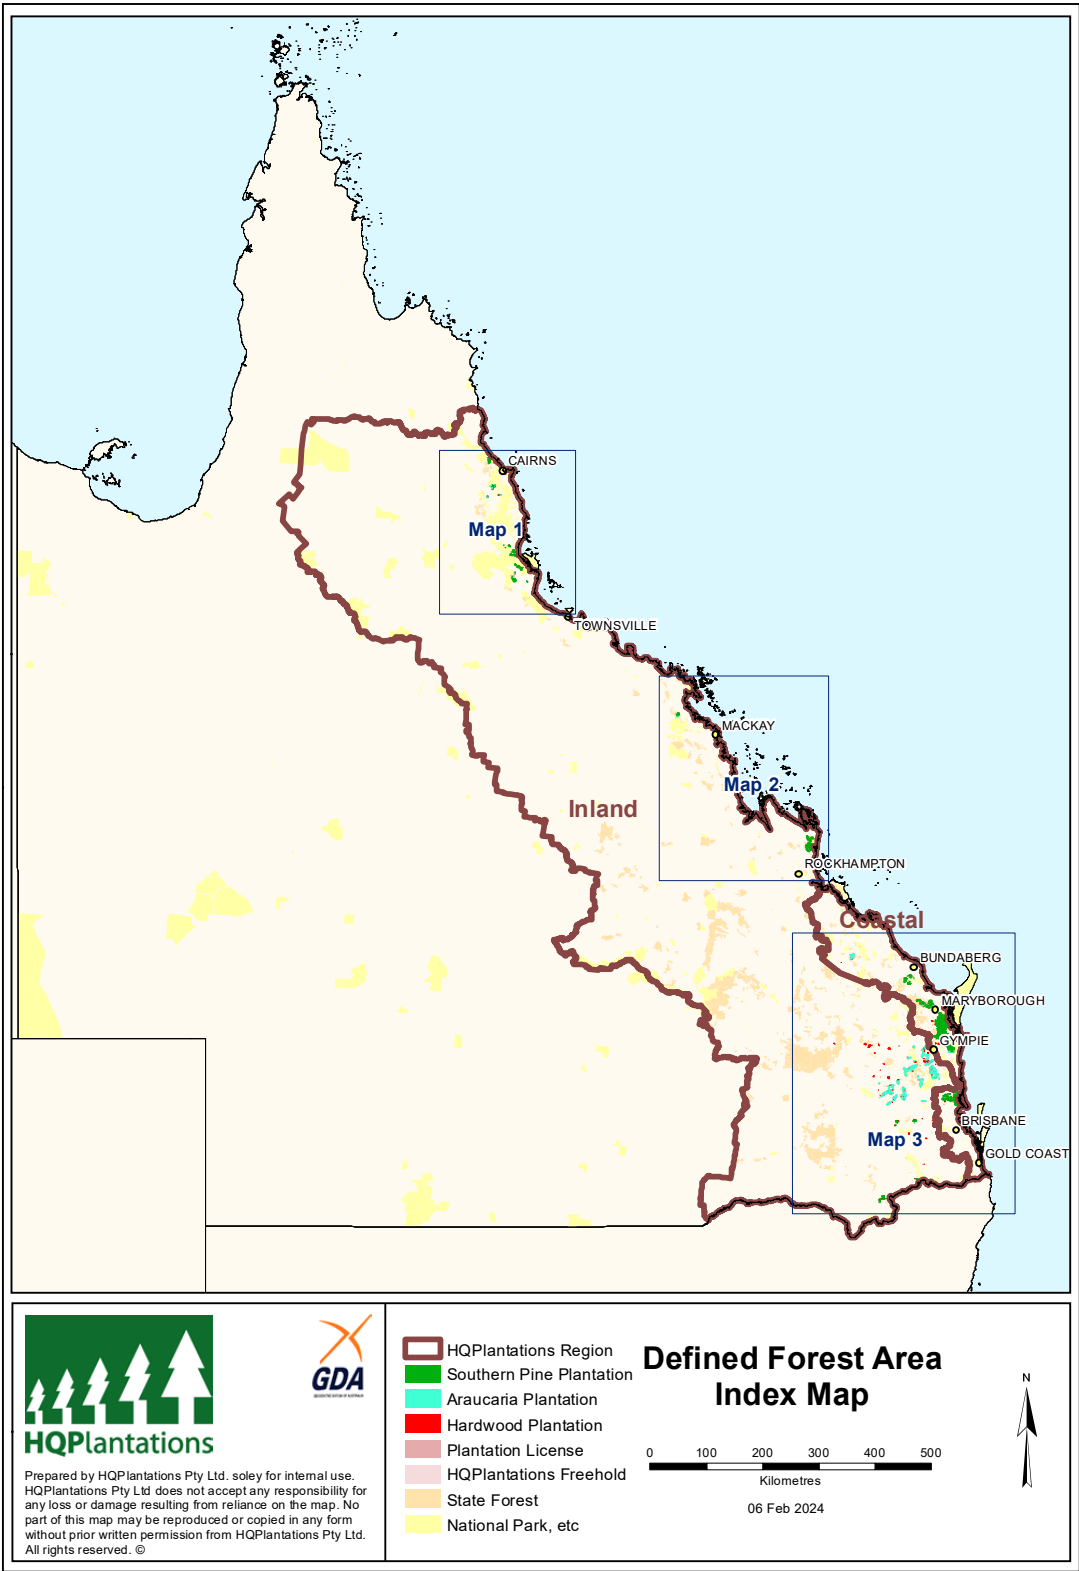 CAIRNS
Map 1
TOWNSVILLE
MACKAY
Map 2
Inland
ROCKHAMPTON
Coastal
BUNDABERG
MARYBOROUGH
GYMPIE
BRISBANE
Map 3
GOLD COAST
HQPlantations
GDA
Prepared by HQPlantations Pty Ltd. soley for internal use.
HQPlantations Pty Ltd does not accept any responsibility for
any loss or damage resulting from reliance on the map. No
part of this map may be reproduced or copied in any form
without prior written permission from HQPlantations Pty Ltd.
All rights reserved. ©
HQPlantations Region
Southern Pine Plantation
Araucaria Plantation
Hardwood Plantation
Plantation License
HQPlantations Freehold
State Forest
National Park, etc
Defined Forest Area
Index Map
0 100 200 300 400 500
Kilometres
06 Feb 2024
N